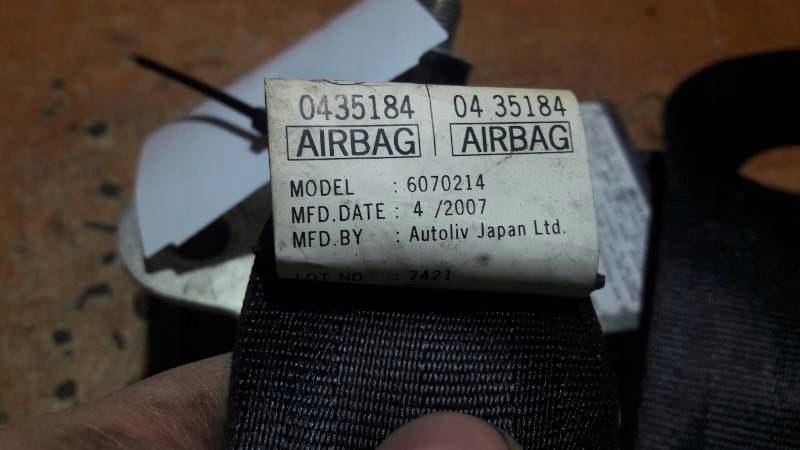 0435184 04 35184
AIRBAG AIRBAG
MODEL : 6070214
MFD.DATE : 4 /2007
MFD.BY : Autoliv Japan Ltd.
LOT NO. : 7421